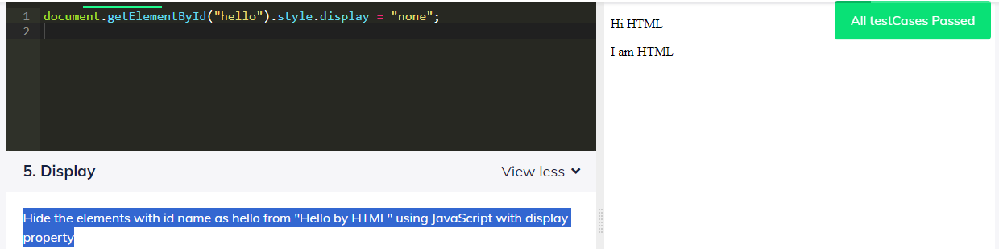 1 document.getElementById("hello").style.display = "none";
2
Hi HTML
All testCases Passed
I am HTML
5. Display
View less
Hide the elements with id name as hello from "Hello by HTML" using JavaScript with display
property